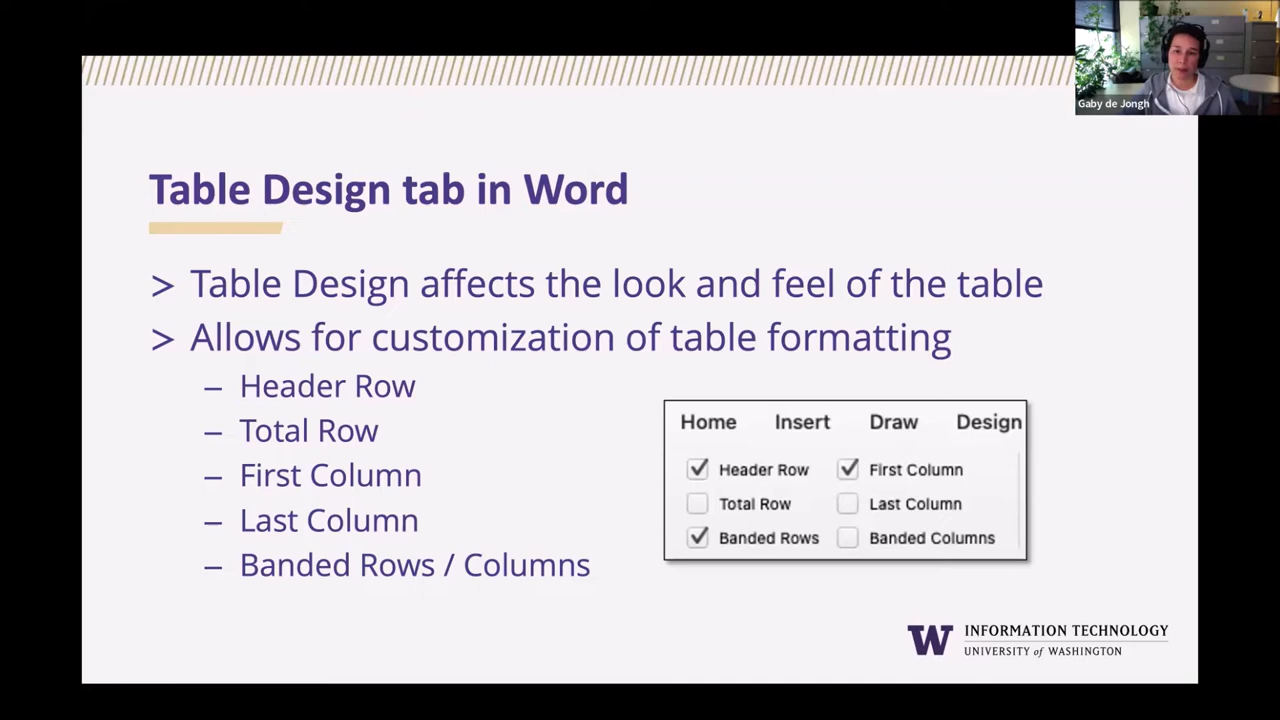 Gaby de Jongh
Table Design tab in Word
> Table Design affects the look and feel of the table
> Allows for customization of table formatting
– Header Row
– Total Row
– First Column
– Last Column
– Banded Rows / Columns
Home Insert Draw Design
Header Row First Column
Total Row Last Column
Banded Rows Banded Columns
W INFORMATION TECHNOLOGY
UNIVERSITY of WASHINGTON